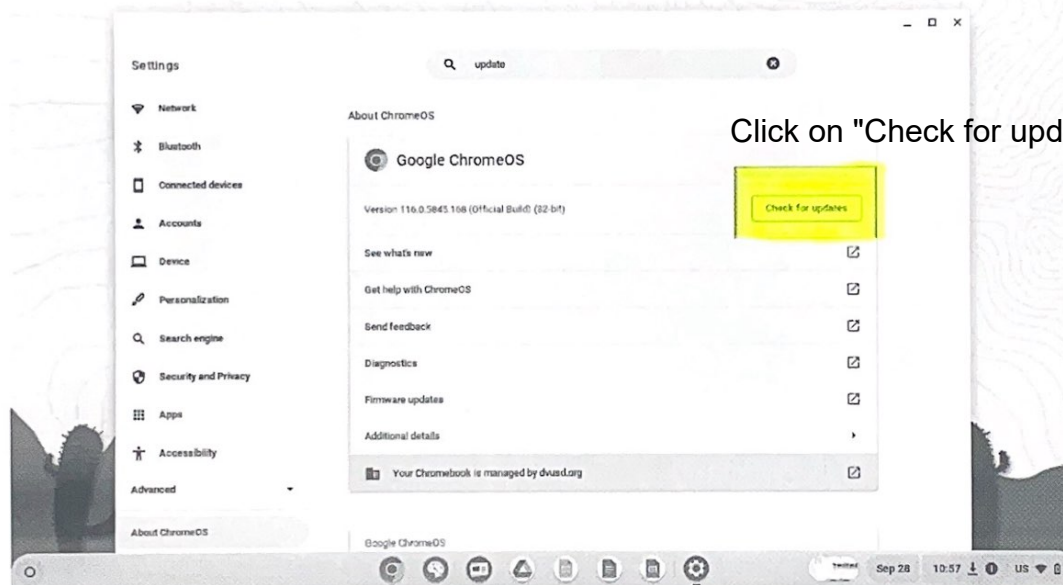 Settings
update
Network
Bluetooth
Connected devices
Accounts
Device
Personalization
Search engine
Security and Privacy
Apps
Accessibility
Advanced
About ChromeOS
About ChromeOS
Click on "Check for upd
Google ChromeOS
Version 116.0.5845.168 (Official Build) (32-bit)
Check for updates
See what's new
Get help with ChromeOS
Send feedback
Diagnostics
Firmware updates
Additional details
Your Chromebook is managed by dvusd.org
Google ChromeOS
Sep 28
10:57
US